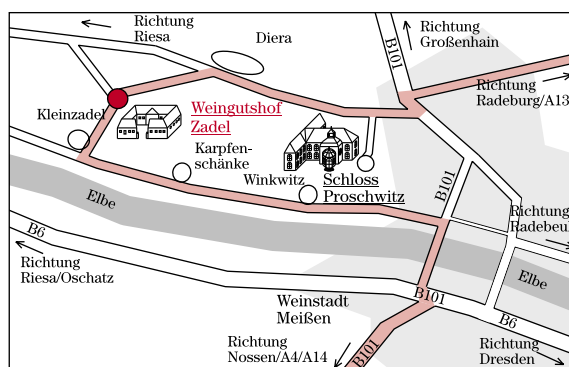 Richtung
Riesa
Diera
B101
Richtung
Großenhain
Richtung
Radeburg/A13
Kleinzadel
Weingutshof
Zadel
Karpfen-
schänke
Winkwitz
Schloss
Proschwitz
B101
Elbe
B6
Richtung
Radebeul
Richtung
Riesa/Oschatz
Elbe
Weinstadt
Meißen
B101
B6
Richtung
Nossen/A4/A14
B101
Richtung
Dresden